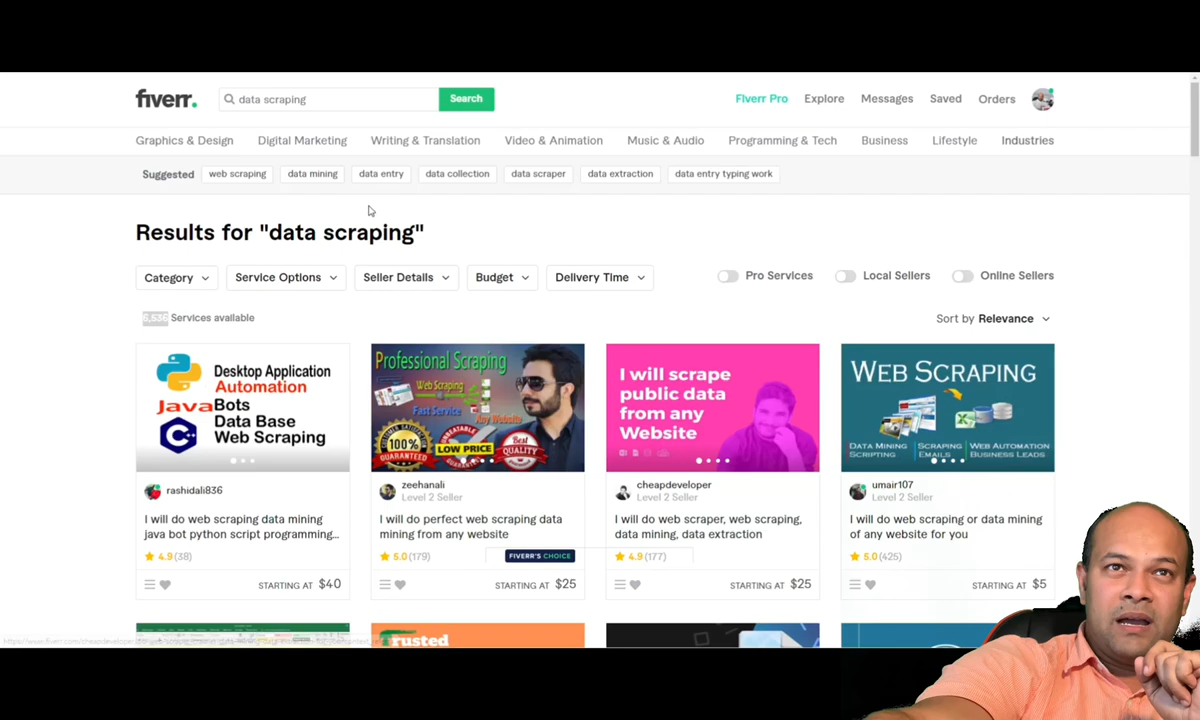 fiverr.
data scraping
Search
Fiverr Pro
Explore
Messages
Saved
Orders
Graphics & Design
Digital Marketing
Writing & Translation
Video & Animation
Music & Audio
Programming & Tech
Business
Lifestyle
Industries
Suggested
web scraping
data mining
data entry
data collection
data scraper
data extraction
data entry typing work
Results for "data scraping"
Category
Service Options
Seller Details
Budget
Delivery Time
Pro Services
Local Sellers
Online Sellers
Services available
Sort by Relevance
Desktop Application
Automation
Java Bots
Data Base
Web Scraping
Professional Scraping
Web Scraping
Fast Service
Any Website
100%
LOW PRICE
Best
QUALITY
I will scrape
public data
from any
Website
WEB SCRAPING
DATA MINING
SCRIPTING
SCRAPING
EMAILS
WEB AUTOMATION
BUSINESS LEADS
rashidali836
I will do web scraping data mining
java bot python script programming...
4.9 (38)
STARTING AT $40
zeehanali
Level 2 Seller
I will do perfect web scraping data
mining from any website
5.0 (179)
FIVERR'S CHOICE
STARTING AT $25
cheapdeveloper
Level 2 Seller
I will do web scraper, web scraping,
data mining, data extraction
4.9 (177)
STARTING AT $25
umair107
Level 2 Seller
I will do web scraping or data mining
of any website for you
5.0 (425)
STARTING AT $5
Trusted